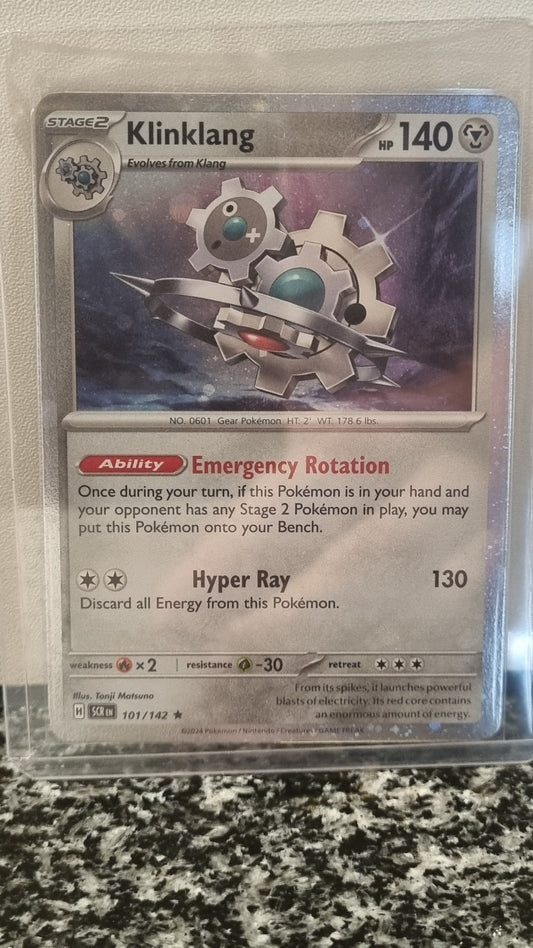 STAGE2
Klinklang
HP 140
Evolves from Klang
NO. 0601 Gear Pokémon HT: 2' WT: 178.6 lbs.
Ability Emergency Rotation
Once during your turn, if this Pokémon is in your hand and
your opponent has any Stage 2 Pokémon in play, you may
put this Pokémon onto your Bench.
Hyper Ray 130
Discard all Energy from this Pokémon.
weakness ×2 resistance -30 retreat
Illus. Tonji Matsuno
From its spikes, it launches powerful
blasts of electricity. Its red core contains
an enormous amount of energy.
H SCR EN 101/142 ★
©2024 Pokémon / Nintendo / Creatures / GAME FREAK